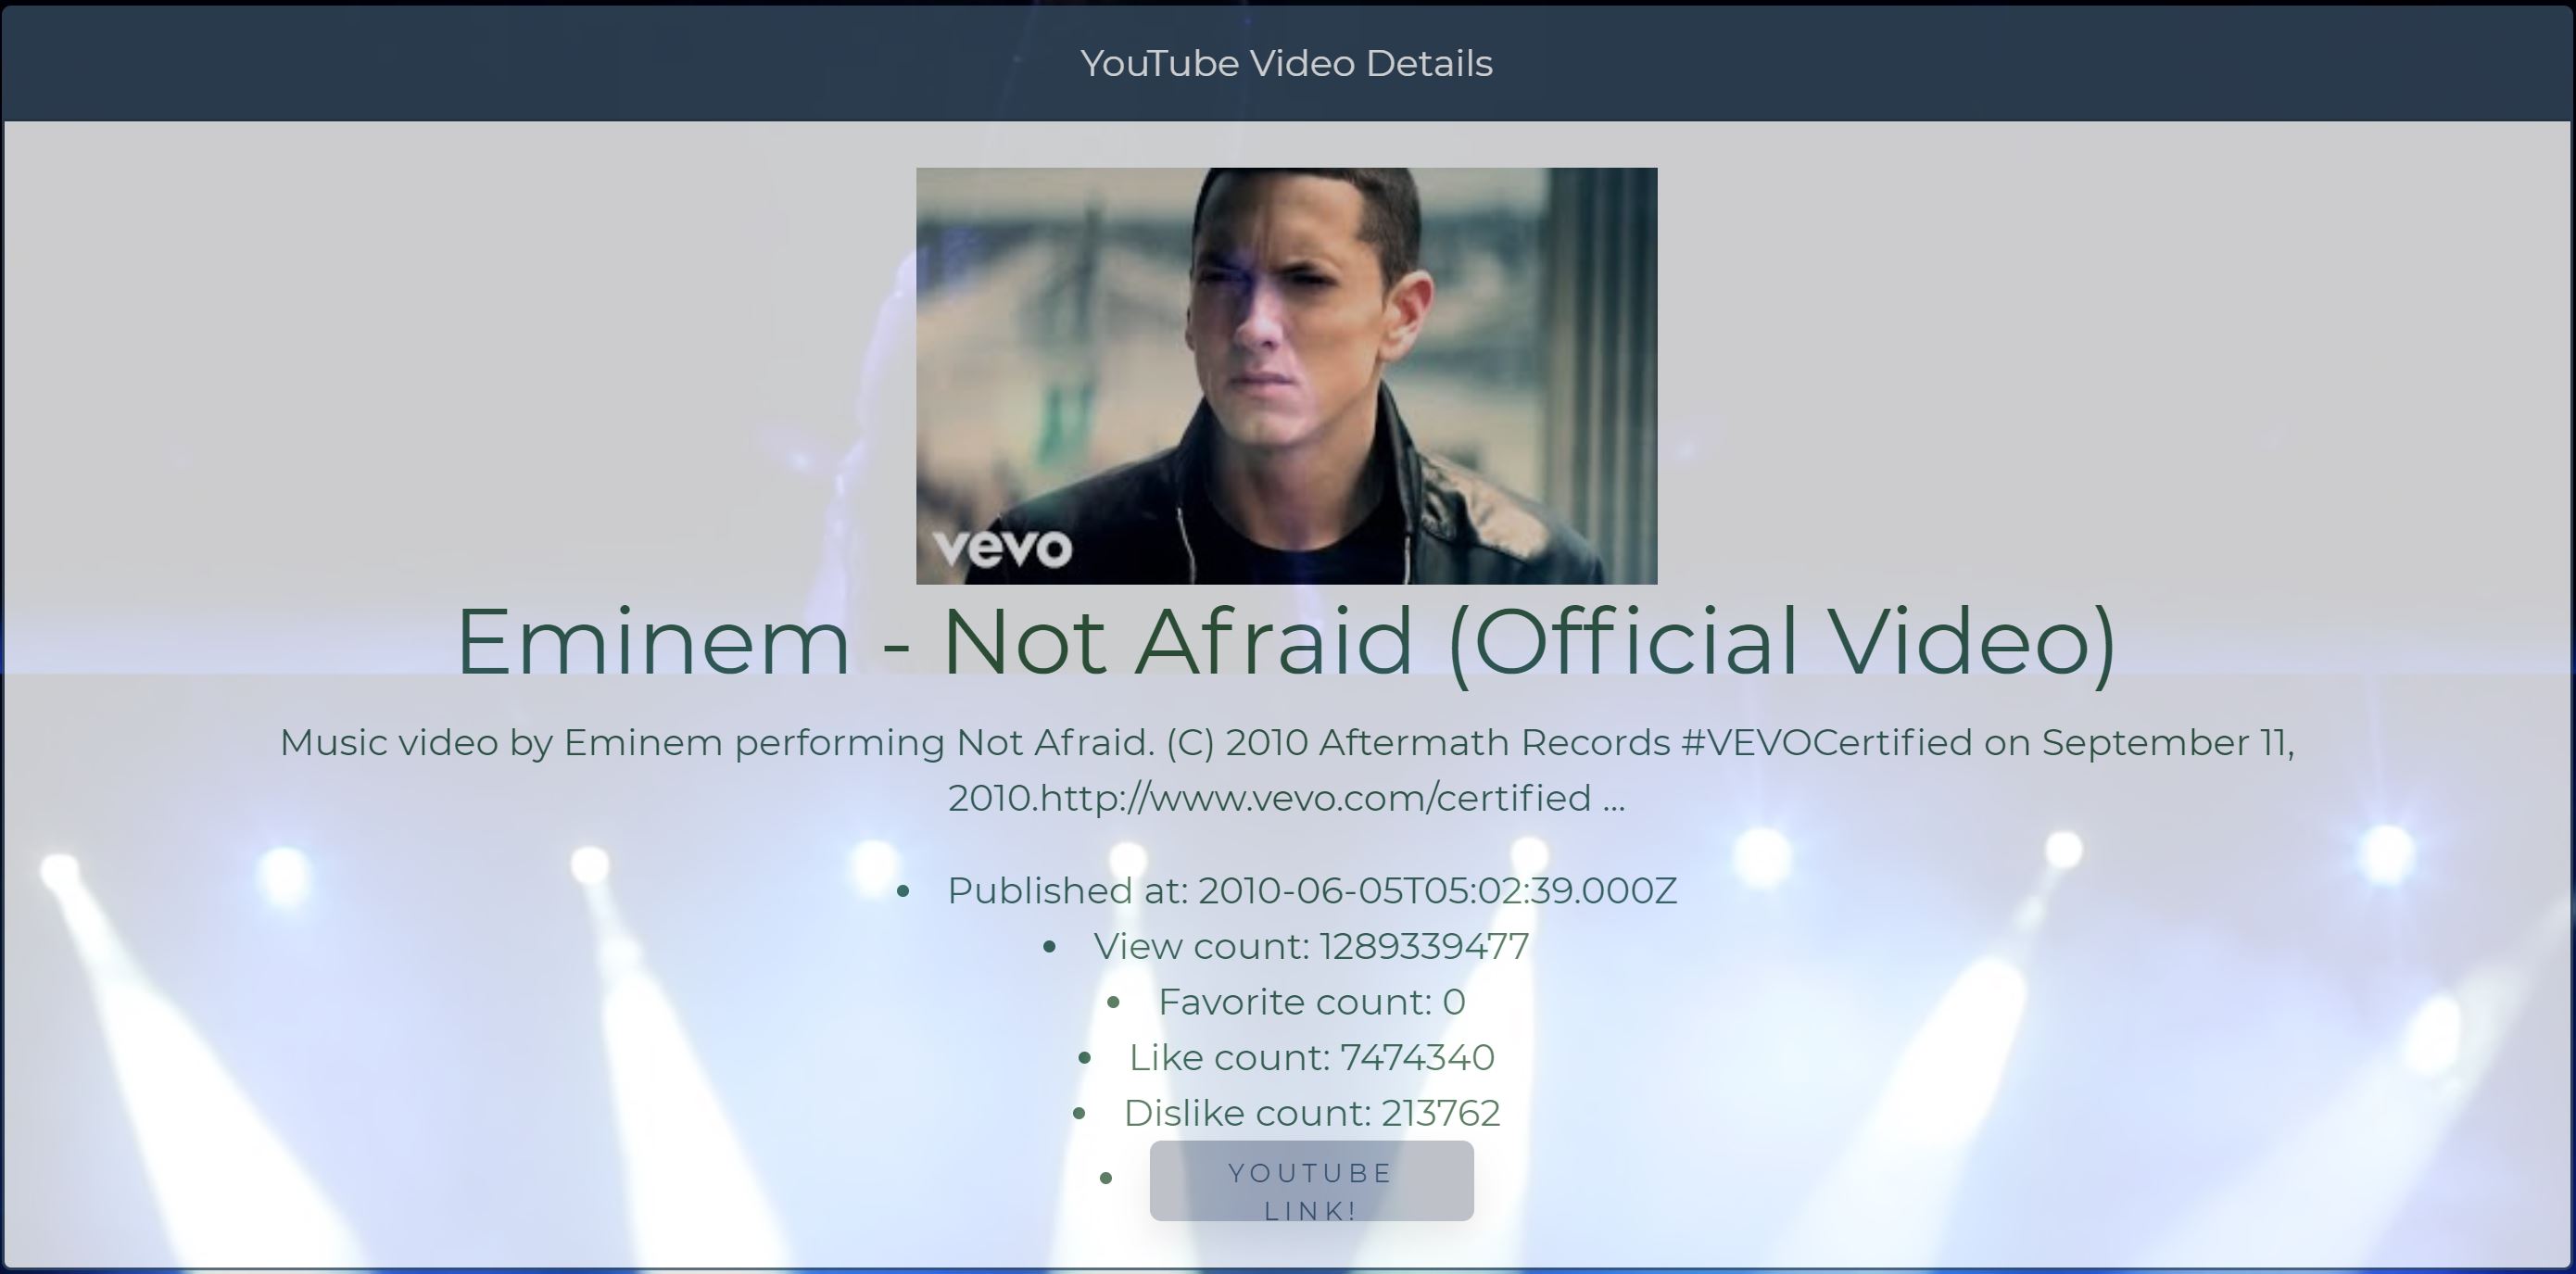 YouTube Video Details
vevo
Eminem - Not Afraid (Official Video)
Music video by Eminem performing Not Afraid. (C) 2010 Aftermath Records #VEVOCertified on September 11,
2010.http://www.vevo.com/certified ...
Published at: 2010-06-05T05:02:39.000Z
View count: 1289339477
Favorite count: 0
Like count: 7474340
Dislike count: 213762
YOUTUBE
LINK!